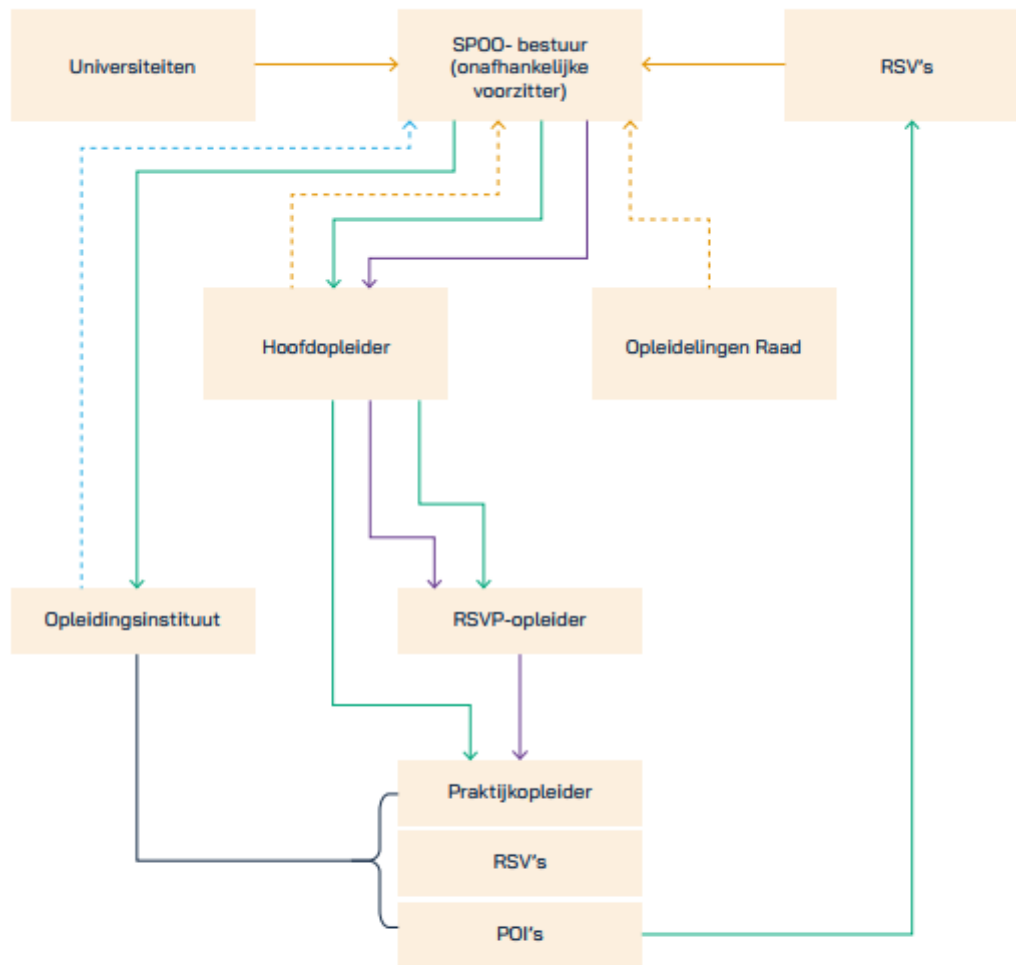 Universiteiten
SPOO- bestuur
(onafhankelijke
voorzitter)
RSV's
Hoofdopleider
Opleidelingen Raad
Opleidingsinstituut
RSVP-opleider
Praktijkopleider
RSV's
POI's